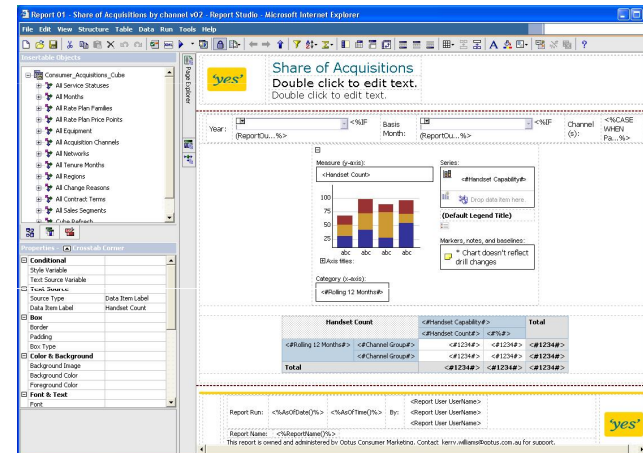 Report 01 - Share of Acquisitions by channel v02 - Report Studio - Microsoft Internet Explorer
File Edit View Structure Table Data Run Tools Help
Insertable Objects
Consumer_Acquisitions_Cube
All Service Statuses
All Months
All Rate Plan Families
All Rate Plan Price Points
All Equipment
All Acquisition Channels
All Networks
All Tenure Months
All Regions
All Change Reasons
All Contract Terms
All Sales Segments
Cube Refresh
Properties - Crosstab Corner
Conditional
Style Variable
Text Source Variable
Text Source
Source Type Data Item Label
Data Item Label Handset Count
Box
Border
Padding
Box Type
Color & Background
Background Image
Background Color
Foreground Color
Font & Text
Font
Page Explorer
'yes'
Share of Acquisitions
Double click to edit text.
Double click to edit text.
Year: (ReportOu...%> <%IF Basis Month: (ReportOu...%> <%IF Channel (s): <%CASE WHEN Pa...%>
Measure (y-axis):
<Handset Count>
100
75
50
25
abc abc abc abc
Axis titles:
Category (x-axis):
<#Rolling 12 Months#>
Series:
<#Handset Capability#>
Drop data item here
(Default Legend Title)
Markers, notes, and baselines:
* Chart doesn't reflect
drill changes
Handset Count <#Handset Capability#> Total
<#Handset Count#> <#%#>
<#Rolling 12 Months#> <#Channel Group#> <#1234#> <#1234#> <#1234#>
<#Channel Group#> <#1234#> <#1234#> <#1234#>
Total <#1234#> <#1234#> <#1234#>
<Report User UserName>
Report Run: <%AsOfDate()%> <%AsOfTime()%> By: <Report User UserName>
<Report User UserName>
Report Name: <%ReportName()%>
This report is owned and administered by Optus Consumer Marketing. Contact kerry.williams@optus.com.au for support.
'yes'